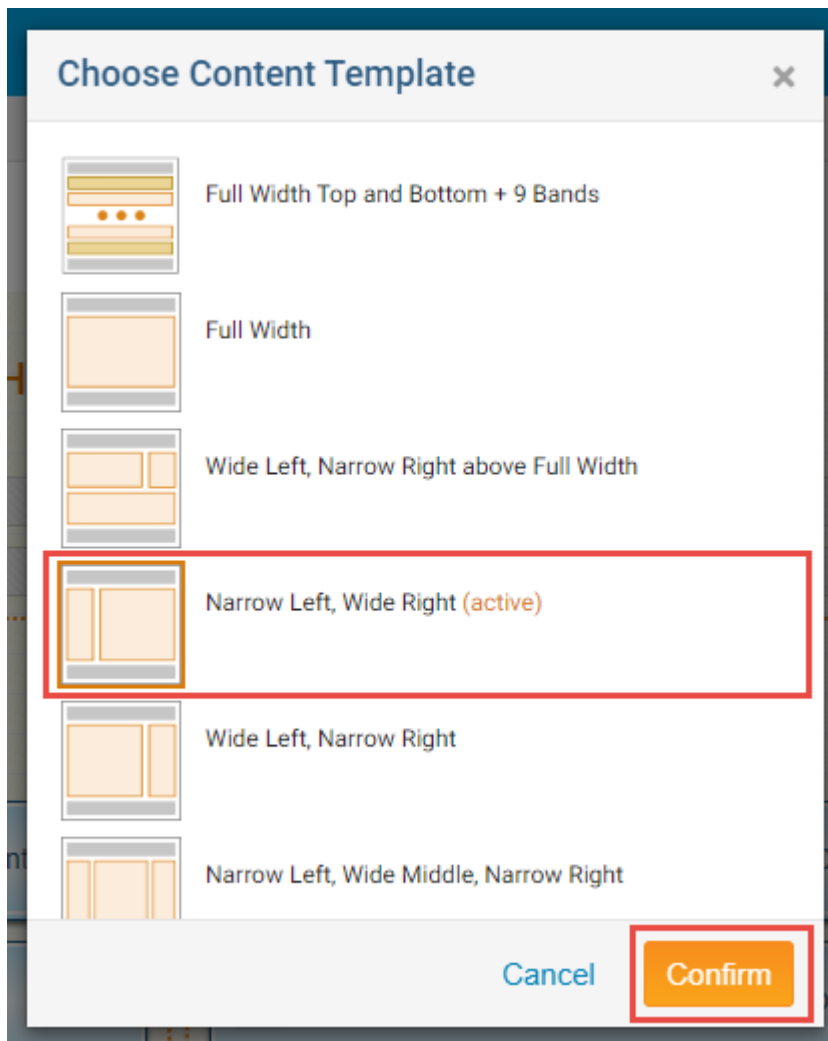 Choose Content Template
×
Full Width Top and Bottom + 9 Bands
Full Width
Wide Left, Narrow Right above Full Width
Narrow Left, Wide Right (active)
Wide Left, Narrow Right
Narrow Left, Wide Middle, Narrow Right
Cancel
Confirm